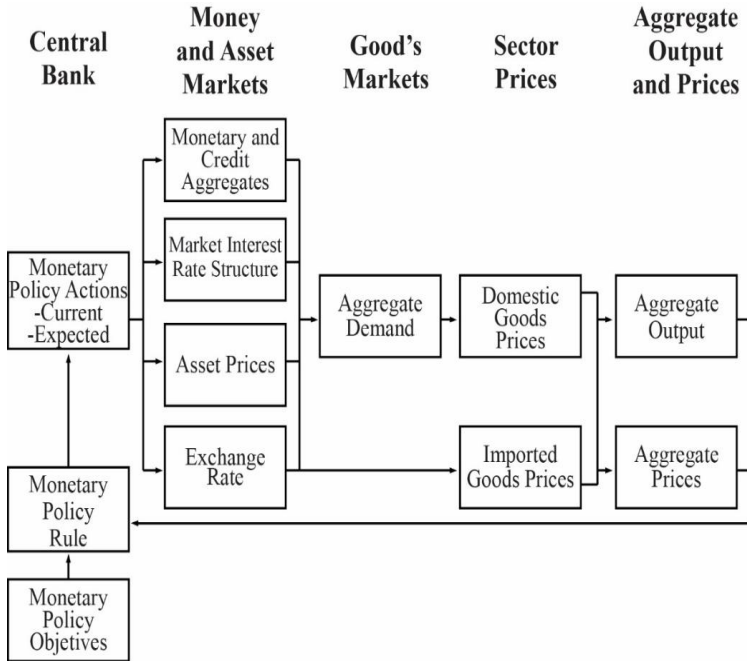 Central
Bank
Money
and Asset
Markets
Good's
Markets
Sector
Prices
Aggregate
Output
and Prices
Monetary and
Credit
Aggregates
Market Interest
Rate Structure
Asset Prices
Exchange
Rate
Monetary
Policy Actions
-Current
-Expected
Monetary
Policy
Rule
Monetary
Policy
Objetives
Aggregate
Demand
Domestic
Goods
Prices
Imported
Goods Prices
Aggregate
Output
Aggregate
Prices